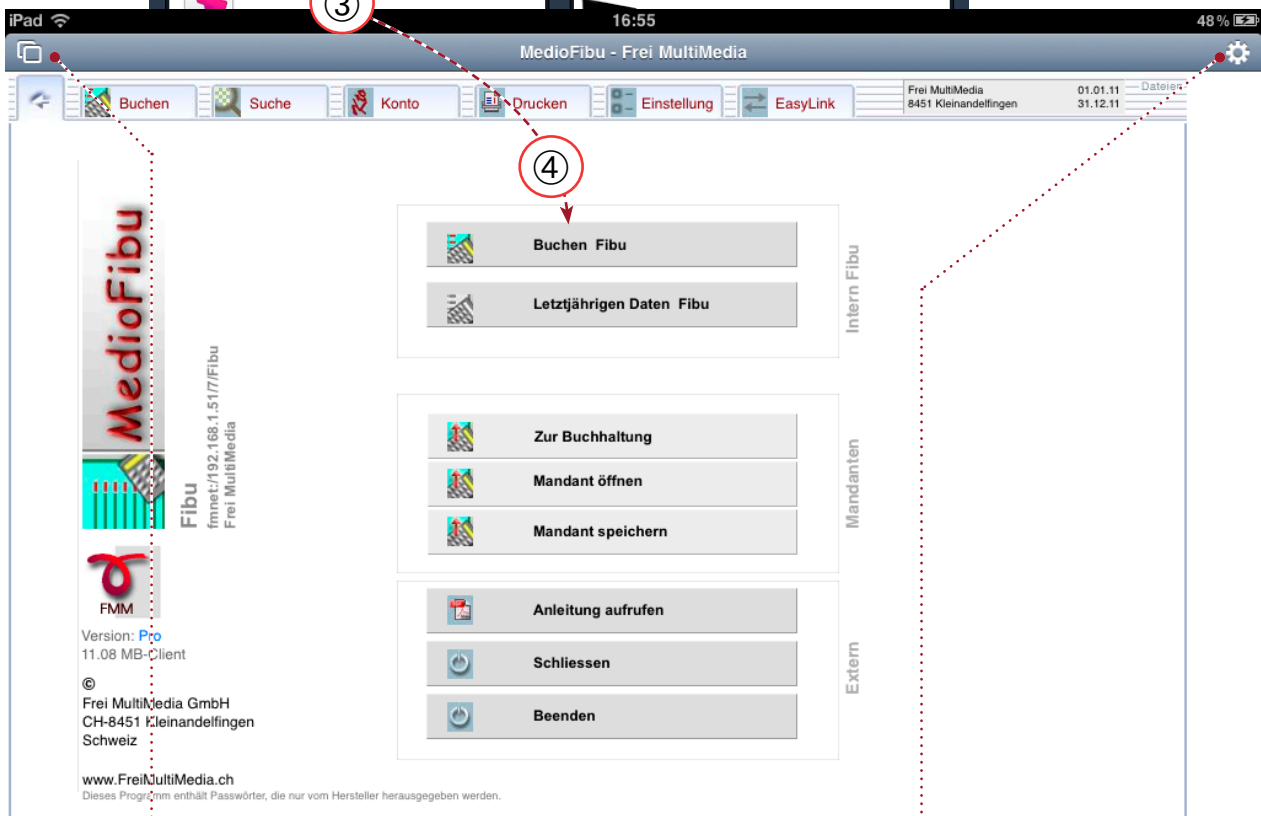 ③
iPad 16:55 48 %
MedioFibu - Frei MultiMedia
Buchen Suche Konto Drucken Einstellung EasyLink
Frei MultiMedia 01.01.11 Dateien
8451 Kleinandelfingen 31.12.11
④
MedioFibu
Fibu
fmnet:/192.168.1.51/7/Fibu
Frei MultiMedia
Buchen Fibu
Letztjährigen Daten Fibu
Intern Fibu
Zur Buchhaltung
Mandant öffnen
Mandant speichern
Mandanten
Anleitung aufrufen
Schliessen
Beenden
Extern
FMM
Version: Pro
11.08 MB-Client
©
Frei MultiMedia GmbH
CH-8451 Kleinandelfingen
Schweiz
www.FreiMultiMedia.ch
Dieses Programm enthält Passwörter, die nur vom Hersteller herausgegeben werden.